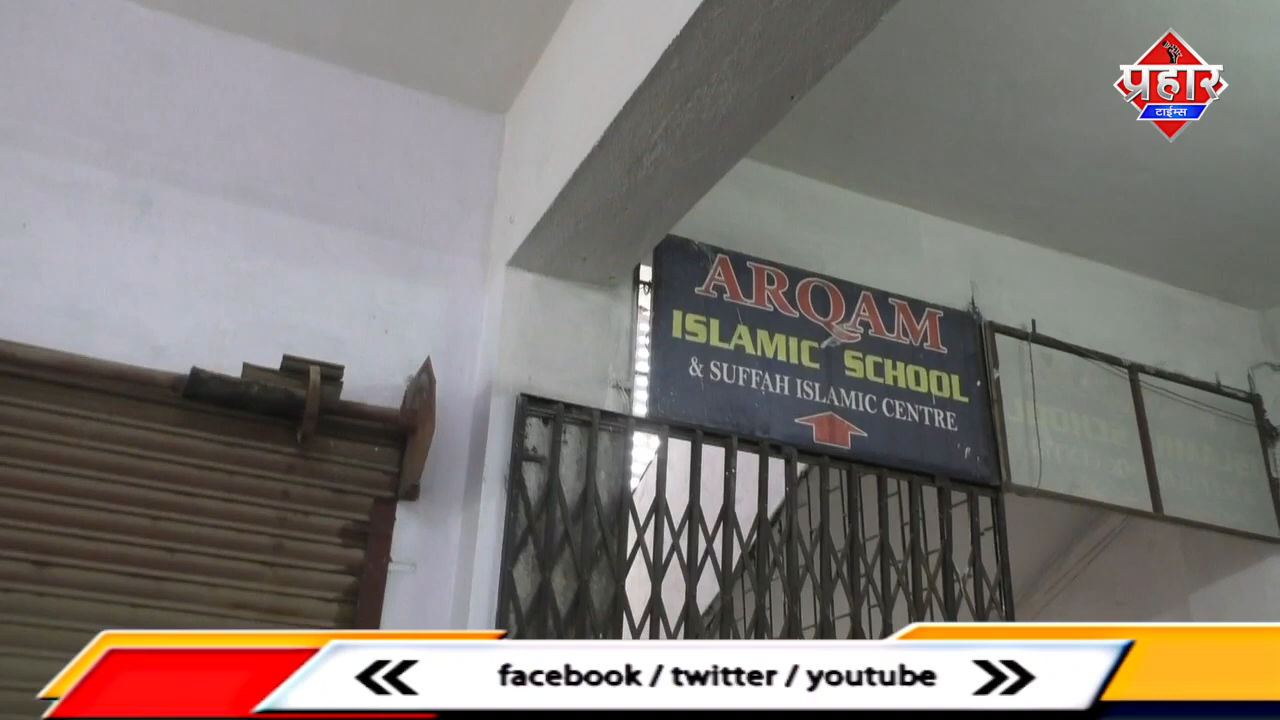 प्रहार
टाईम्स
ARQAM
ISLAMIC SCHOOL
& SUFFAH ISLAMIC CENTRE
facebook / twitter / youtube